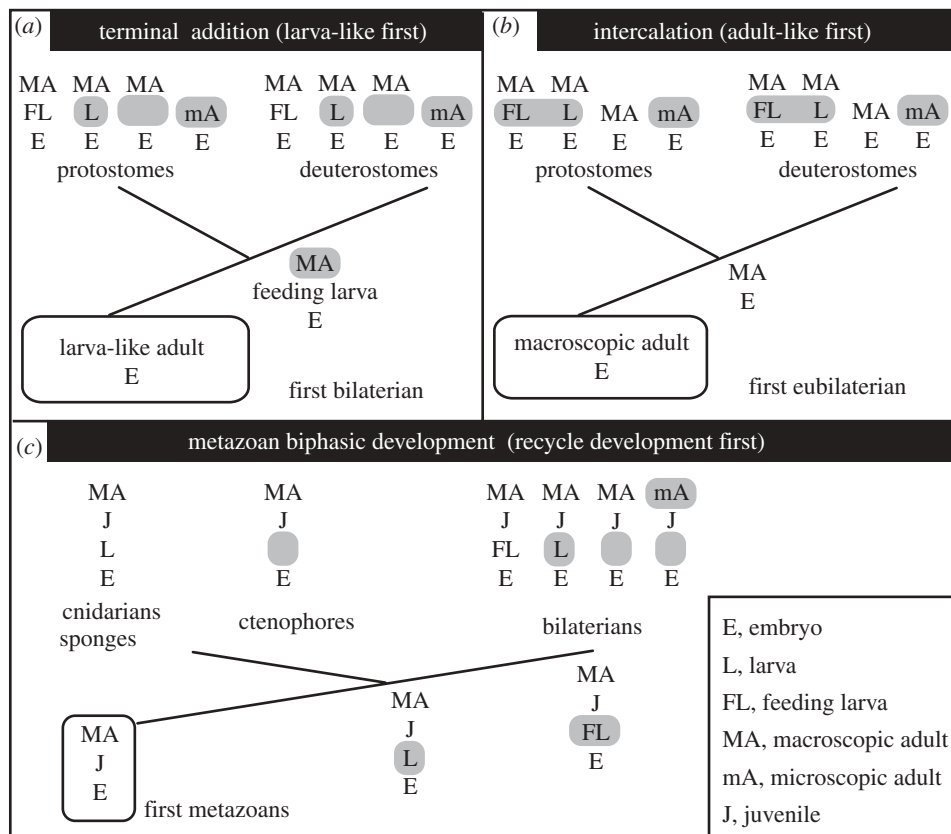 (a) terminal addition (larva-like first)
MA MA MA
FL L mA
E E E E
protostomes
MA MA MA
FL L mA
E E E E
deuterostomes
MA
feeding larva
E
larva-like adult
E
first bilaterian
(b) intercalation (adult-like first)
MA MA
FL L MA mA
E E E E
protostomes
MA MA
FL L MA mA
E E E E
deuterostomes
MA
E
macroscopic adult
E
first eubilaterian
(c) metazoan biphasic development (recycle development first)
MA
J
L
E
cnidarians
sponges
MA
J
E
ctenophores
MA MA MA mA
J J J J
FL L
E E E E
bilaterians
MA
J
E
first metazoans
MA
J
L
E
MA
J
FL
E
E, embryo
L, larva
FL, feeding larva
MA, macroscopic adult
mA, microscopic adult
J, juvenile